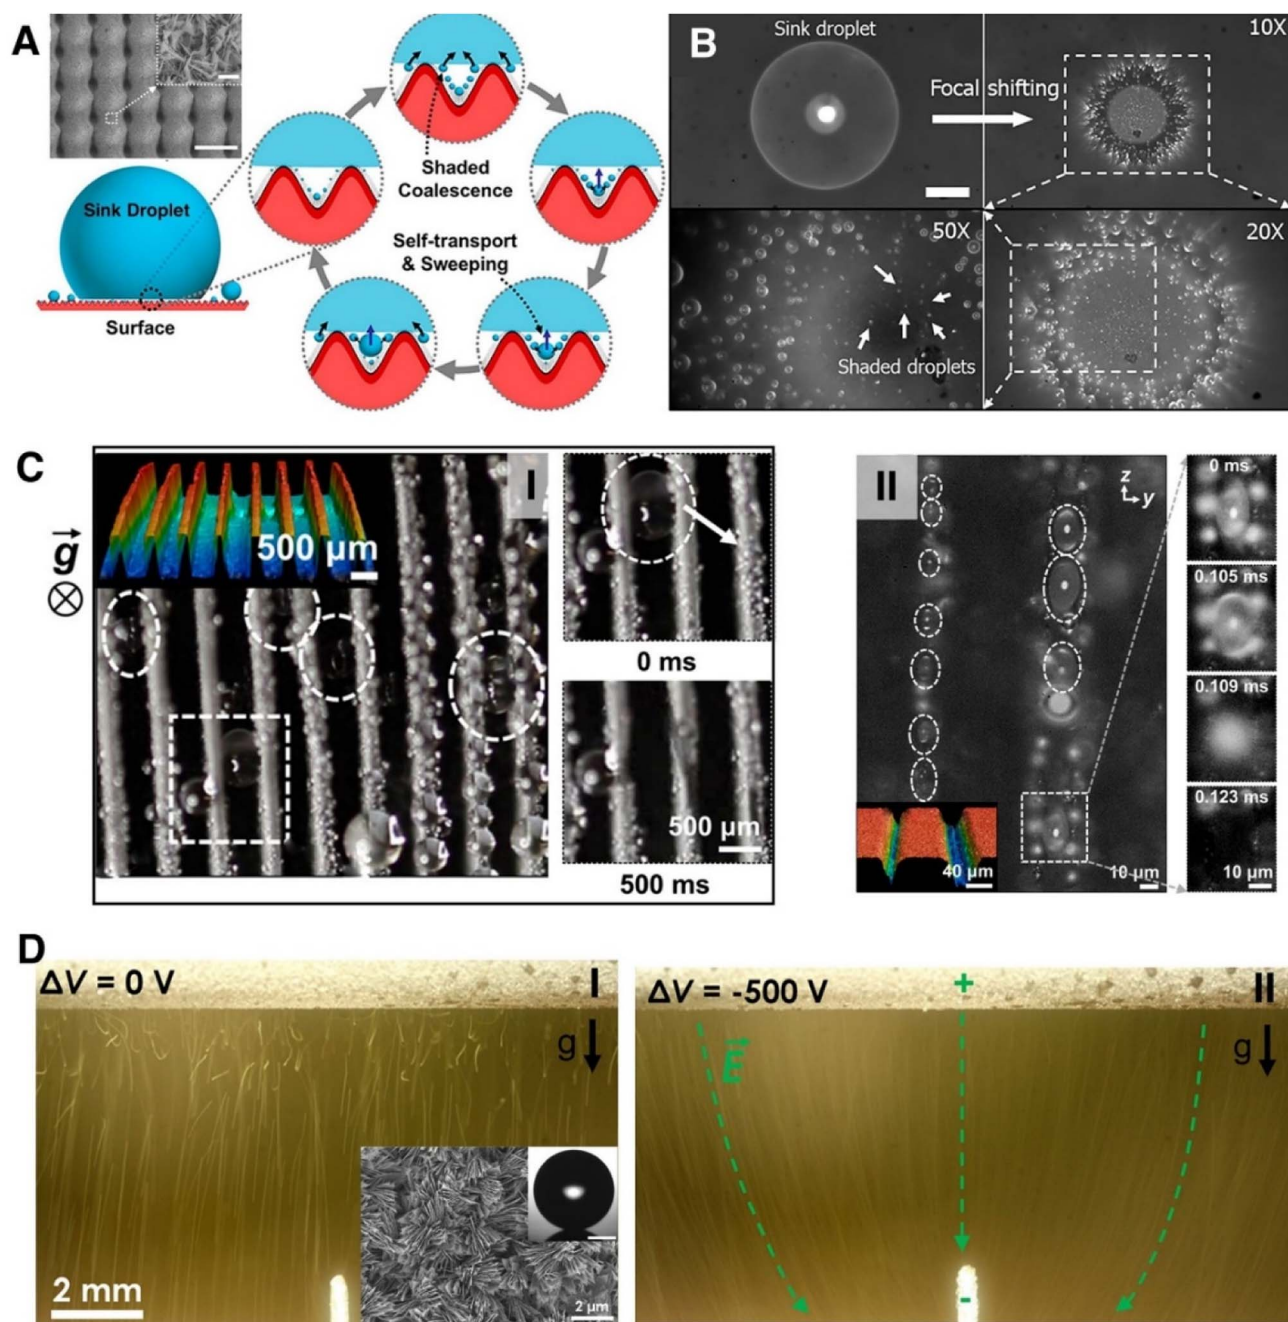 A
Sink Droplet
Surface
Shaded
Coalescence
Self-transport
& Sweeping
B
Sink droplet
10X
Focal shifting
50X
20X
Shaded droplets
C
g
500 μm
I
0 ms
500 μm
500 ms
II
z
y
40 μm
10 μm
0 ms
0.105 ms
0.109 ms
0.123 ms
10 μm
D
ΔV = 0 V
I
g
2 mm
2 μm
ΔV = -500 V
+
II
E
g
-